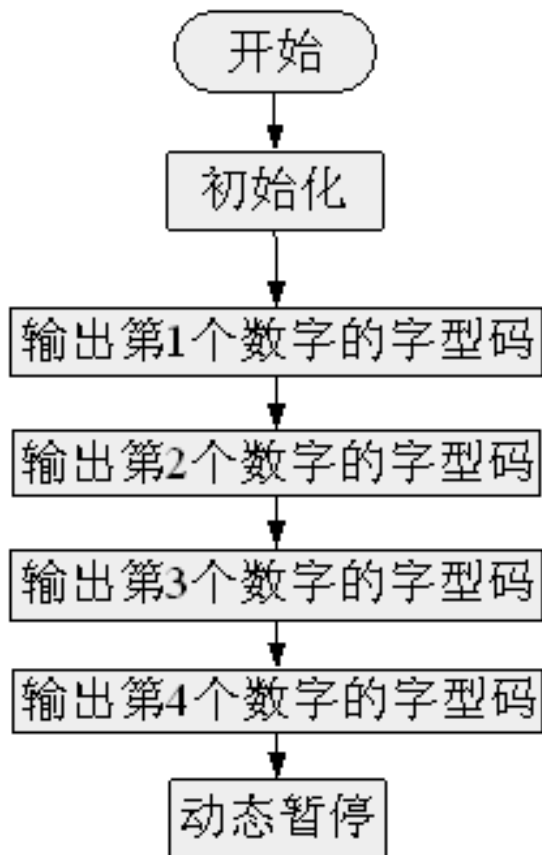 开始
初始化
输出第1个数字的字型码
输出第2个数字的字型码
输出第3个数字的字型码
输出第4个数字的字型码
动态暂停